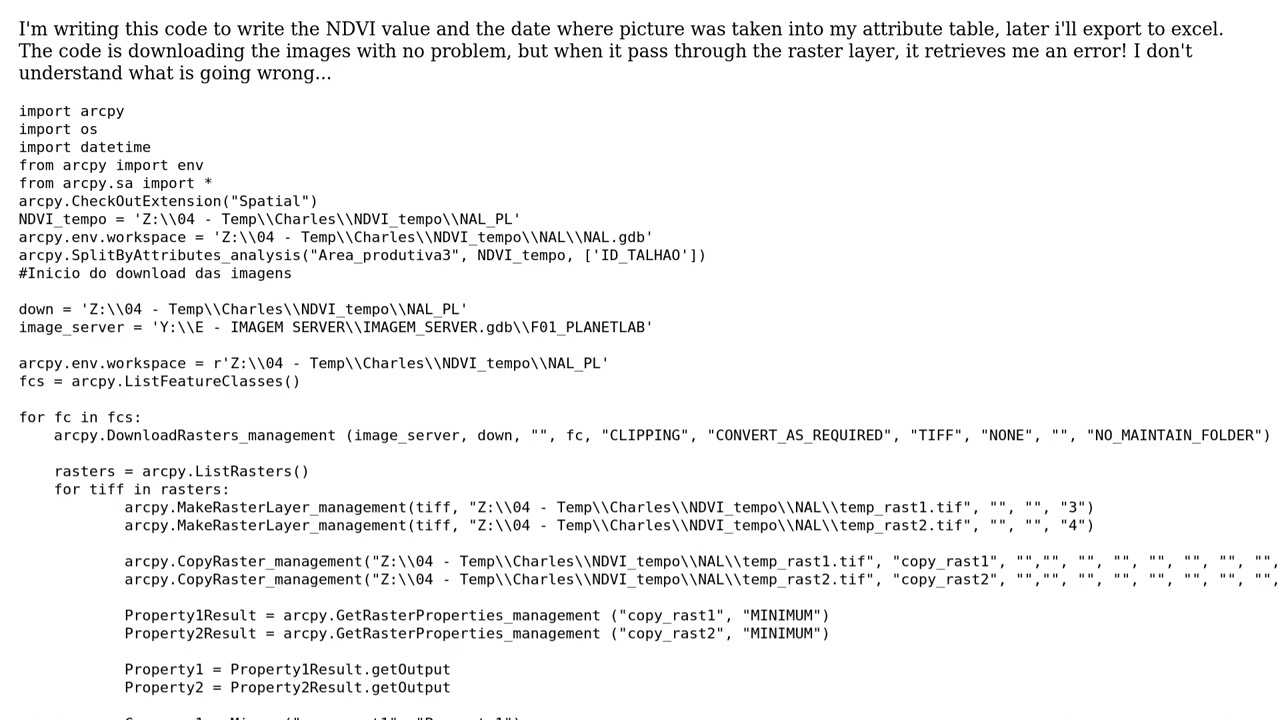 I'm writing this code to write the NDVI value and the date where picture was taken into my attribute table, later i'll export to excel.
The code is downloading the images with no problem, but when it pass through the raster layer, it retrieves me an error! I don't
understand what is going wrong...
import arcpy
import os
import datetime
from arcpy import env
from arcpy.sa import *
arcpy.CheckOutExtension("Spatial")
NDVI_tempo = 'Z:\\04 - Temp\\Charles\\NDVI_tempo\\NAL_PL'
arcpy.env.workspace = 'Z:\\04 - Temp\\Charles\\NDVI_tempo\\NAL\\NAL.gdb'
arcpy.SplitByAttributes_analysis("Area_produtiva3", NDVI_tempo, ['ID_TALHAO'])
#Inicio do download das imagens
down = 'Z:\\04 - Temp\\Charles\\NDVI_tempo\\NAL_PL'
image_server = 'Y:\\E - IMAGEM SERVER\\IMAGEM_SERVER.gdb\\F01_PLANETLAB'
arcpy.env.workspace = r'Z:\\04 - Temp\\Charles\\NDVI_tempo\\NAL_PL'
fcs = arcpy.ListFeatureClasses()
for fc in fcs:
    arcpy.DownloadRasters_management (image_server, down, "", fc, "CLIPPING", "CONVERT_AS_REQUIRED", "TIFF", "NONE", "", "NO_MAINTAIN_FOLDER")
    rasters = arcpy.ListRasters()
    for tiff in rasters:
            arcpy.MakeRasterLayer_management(tiff, "Z:\\04 - Temp\\Charles\\NDVI_tempo\\NAL\\temp_rast1.tif", "", "", "3")
            arcpy.MakeRasterLayer_management(tiff, "Z:\\04 - Temp\\Charles\\NDVI_tempo\\NAL\\temp_rast2.tif", "", "", "4")
            arcpy.CopyRaster_management("Z:\\04 - Temp\\Charles\\NDVI_tempo\\NAL\\temp_rast1.tif", "copy_rast1", "","", "", "", "", "", "", "",
            arcpy.CopyRaster_management("Z:\\04 - Temp\\Charles\\NDVI_tempo\\NAL\\temp_rast2.tif", "copy_rast2", "","", "", "", "", "", "", "",
            Property1Result = arcpy.GetRasterProperties_management ("copy_rast1", "MINIMUM")
            Property2Result = arcpy.GetRasterProperties_management ("copy_rast2", "MINIMUM")
            Property1 = Property1Result.getOutput
            Property2 = Property2Result.getOutput